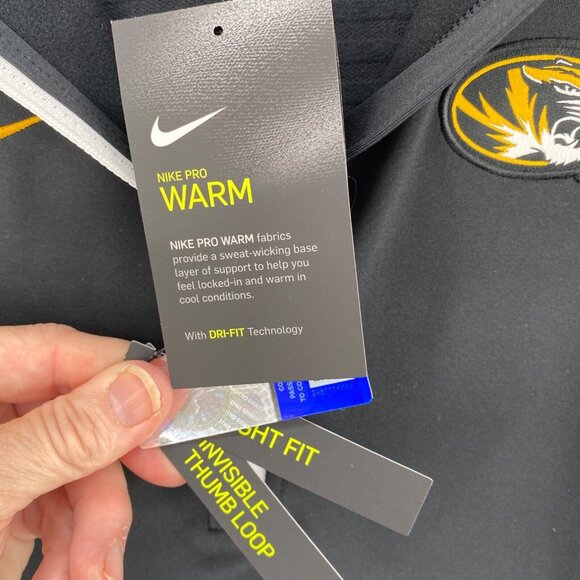 NIKE PRO
WARM
NIKE PRO WARM fabrics
provide a sweat-wicking base
layer of support to help you
feel locked-in and warm in
cool conditions.
With DRI-FIT Technology
GHT FIT
INVISIBLE
THUMB LOOP